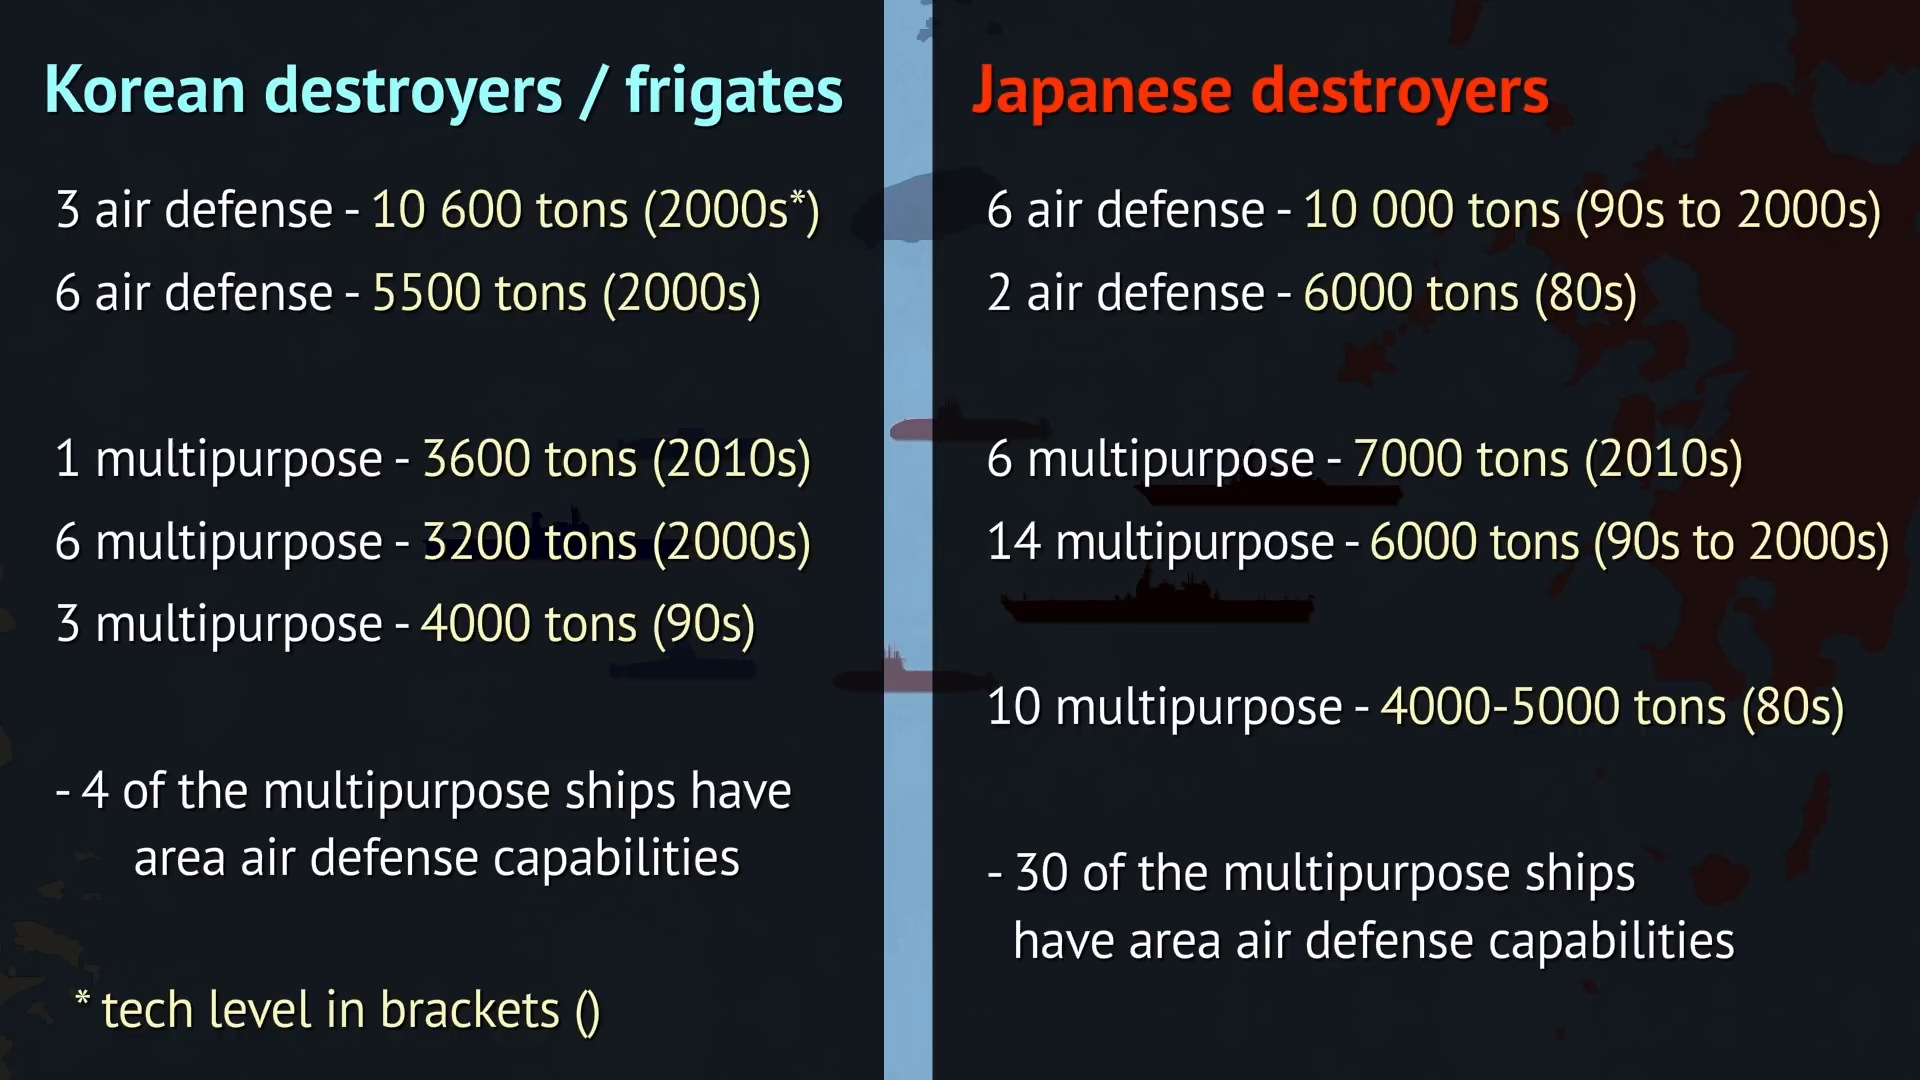 Korean destroyers / frigates
3 air defense - 10 600 tons (2000s*)
6 air defense - 5500 tons (2000s)
1 multipurpose - 3600 tons (2010s)
6 multipurpose - 3200 tons (2000s)
3 multipurpose - 4000 tons (90s)
- 4 of the multipurpose ships have
area air defense capabilities
* tech level in brackets ()
Japanese destroyers
6 air defense - 10 000 tons (90s to 2000s)
2 air defense - 6000 tons (80s)
6 multipurpose - 7000 tons (2010s)
14 multipurpose - 6000 tons (90s to 2000s)
10 multipurpose - 4000-5000 tons (80s)
- 30 of the multipurpose ships
have area air defense capabilities